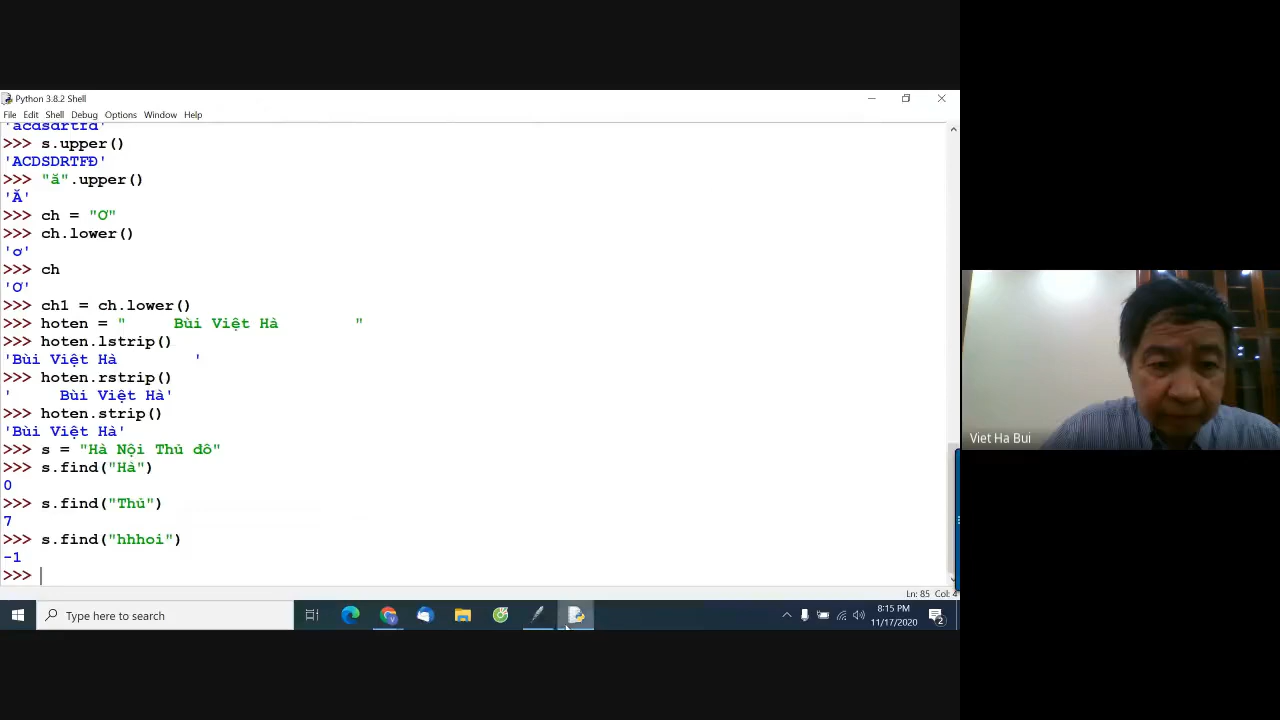 Python 3.8.2 Shell
File Edit Shell Debug Options Window Help
'acdsdrtfđ'
>>> s.upper()
'ACDSDRTFĐ'
>>> "ă".upper()
'Ă'
>>> ch = "Ơ"
>>> ch.lower()
'ơ'
>>> ch
'Ơ'
>>> ch1 = ch.lower()
>>> hoten = "     Bùi Việt Hà        "
>>> hoten.lstrip()
'Bùi Việt Hà        '
>>> hoten.rstrip()
'     Bùi Việt Hà'
>>> hoten.strip()
'Bùi Việt Hà'
>>> s = "Hà Nội Thủ đô"
>>> s.find("Hà")
0
>>> s.find("Thủ")
7
>>> s.find("hhhoi")
-1
>>>
Ln: 85 Col: 4
Type here to search
8:15 PM
11/17/2020
2
Viet Ha Bui